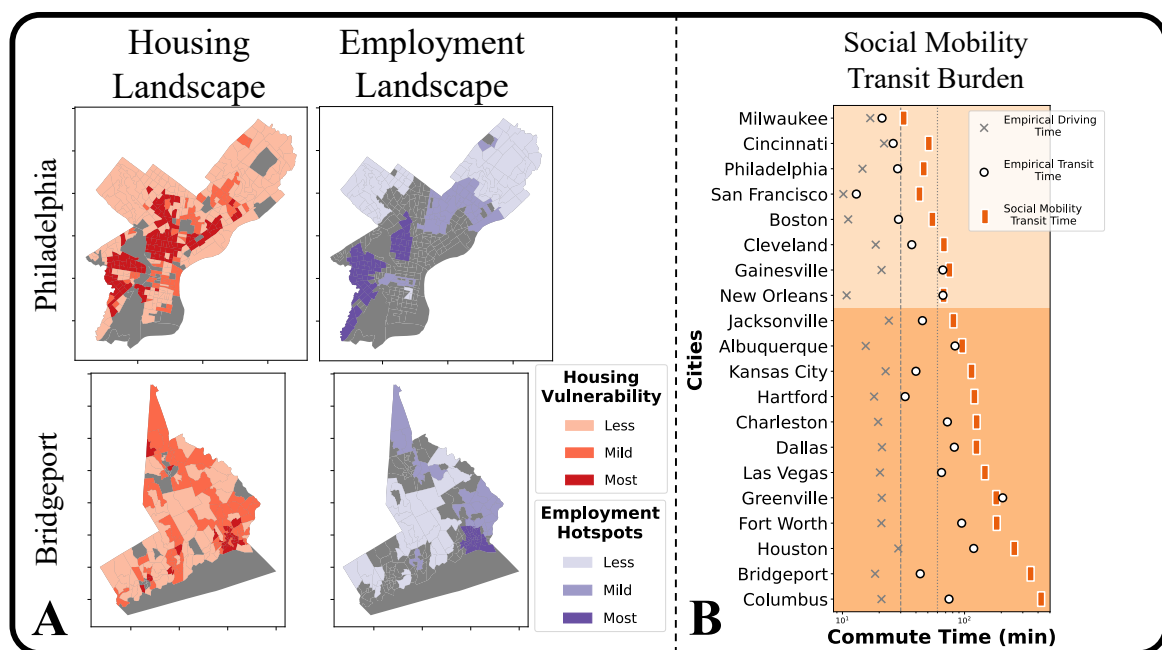 Housing
Landscape
Employment
Landscape
Philadelphia
Bridgeport
Housing
Vulnerability
Less
Mild
Most
Employment
Hotspots
Less
Mild
Most
A
Social Mobility
Transit Burden
Cities
Milwaukee
Cincinnati
Philadelphia
San Francisco
Boston
Cleveland
Gainesville
New Orleans
Jacksonville
Albuquerque
Kansas City
Hartford
Charleston
Dallas
Las Vegas
Greenville
Fort Worth
Houston
Bridgeport
Columbus
Empirical Driving
Time
Empirical Transit
Time
Social Mobility
Transit Time
10¹
10²
Commute Time (min)
B